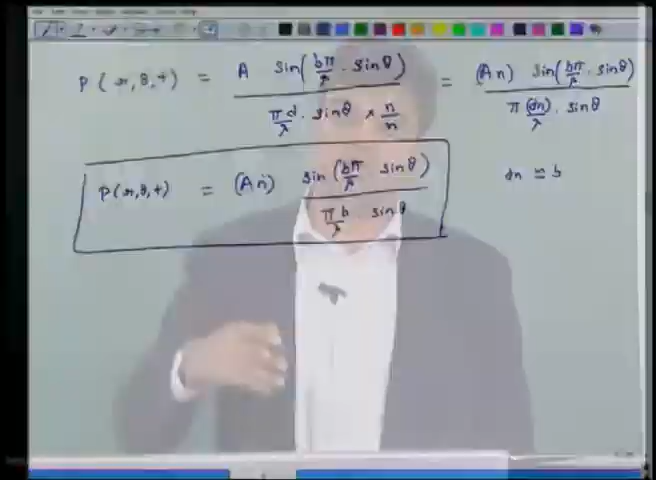 P(r,θ,t) = A sin(bπ/λ · sinθ) / (πd/λ · sinθ × n/n) = (An) sin(bπ/λ · sinθ) / (π(dn)/λ · sinθ)
P(r,θ,t) = (An) sin(bπ/λ · sinθ) / (πb/λ · sinθ)
dn ≃ b